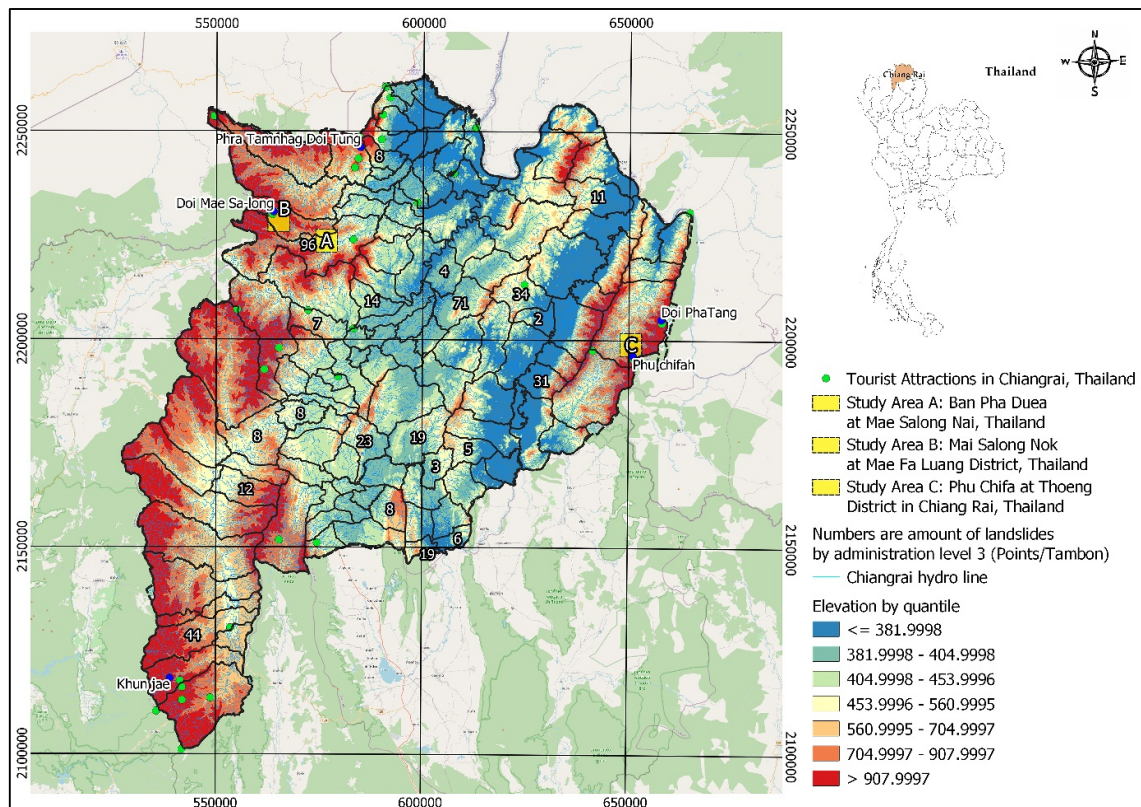 550000
600000
650000
N
W
E
S
Chiang Rai
Thailand
2250000
2200000
2150000
2100000
2250000
2200000
2150000
2100000
Phra Tamnhag Doi Tung
8
Doi Mae Sa-long
B
96
A
11
4
14
71
34
2
7
Doi PhaTang
C
Phu chifah
31
8
8
23
19
5
3
12
8
6
19
44
Khun jae
550000
600000
650000
Tourist Attractions in Chiangrai, Thailand
Study Area A: Ban Pha Duea
at Mae Salong Nai, Thailand
Study Area B: Mai Salong Nok
at Mae Fa Luang District, Thailand
Study Area C: Phu Chifa at Thoeng
District in Chiang Rai, Thailand
Numbers are amount of landslides
by administration level 3 (Points/Tambon)
Chiangrai hydro line
Elevation by quantile
<= 381.9998
381.9998 - 404.9998
404.9998 - 453.9996
453.9996 - 560.9995
560.9995 - 704.9997
704.9997 - 907.9997
> 907.9997